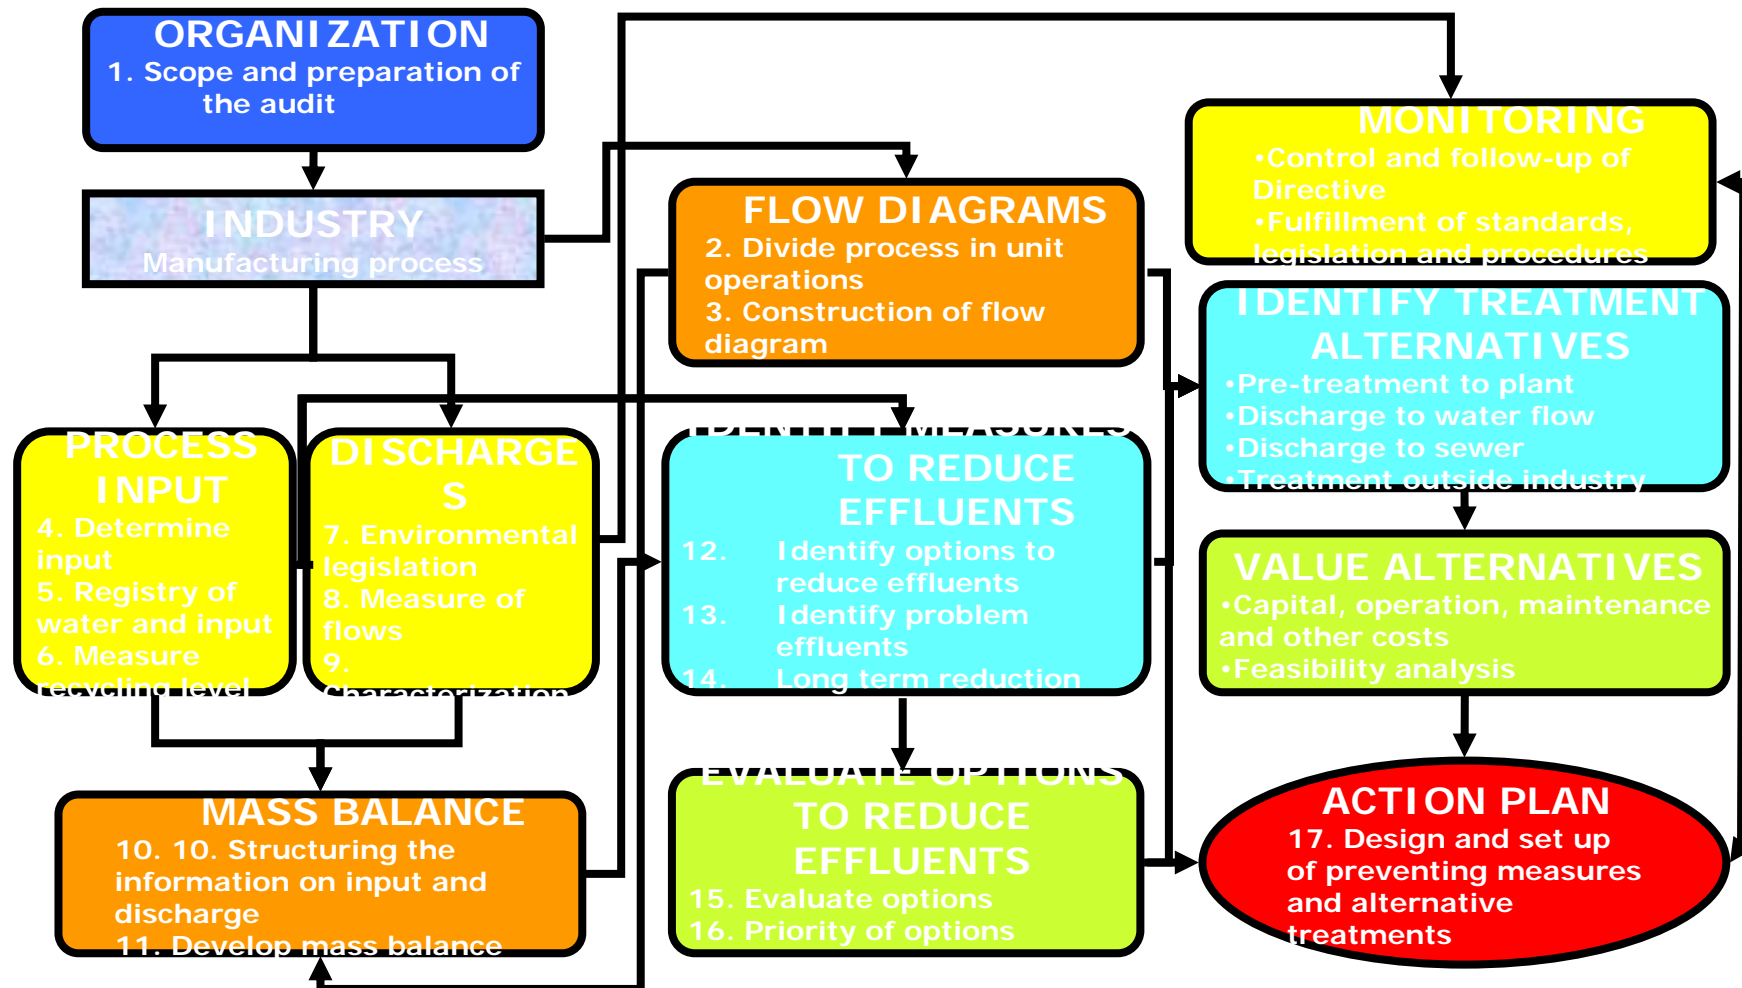 ORGANIZATION
1. Scope and preparation of
the audit
INDUSTRY
Manufacturing process
PROCESS
INPUT
4. Determine
input
5. Registry of
water and input
6. Measure
recycling level
DISCHARGE
S
7. Environmental
legislation
8. Measure of
flows
9.
Characterization
MASS BALANCE
10. 10. Structuring the
information on input and
discharge
11. Develop mass balance
FLOW DIAGRAMS
2. Divide process in unit
operations
3. Construction of flow
diagram
IDENTIFY MEASURES
TO REDUCE
EFFLUENTS
12. Identify options to
reduce effluents
13. Identify problem
effluents
14. Long term reduction
EVALUATE OPTIONS
TO REDUCE
EFFLUENTS
15. Evaluate options
16. Priority of options
MONITORING
•Control and follow-up of
Directive
•Fulfillment of standards,
legislation and procedures
IDENTIFY TREATMENT
ALTERNATIVES
•Pre-treatment to plant
•Discharge to water flow
•Discharge to sewer
•Treatment outside industry
VALUE ALTERNATIVES
•Capital, operation, maintenance
and other costs
•Feasibility analysis
ACTION PLAN
17. Design and set up
of preventing measures
and alternative
treatments